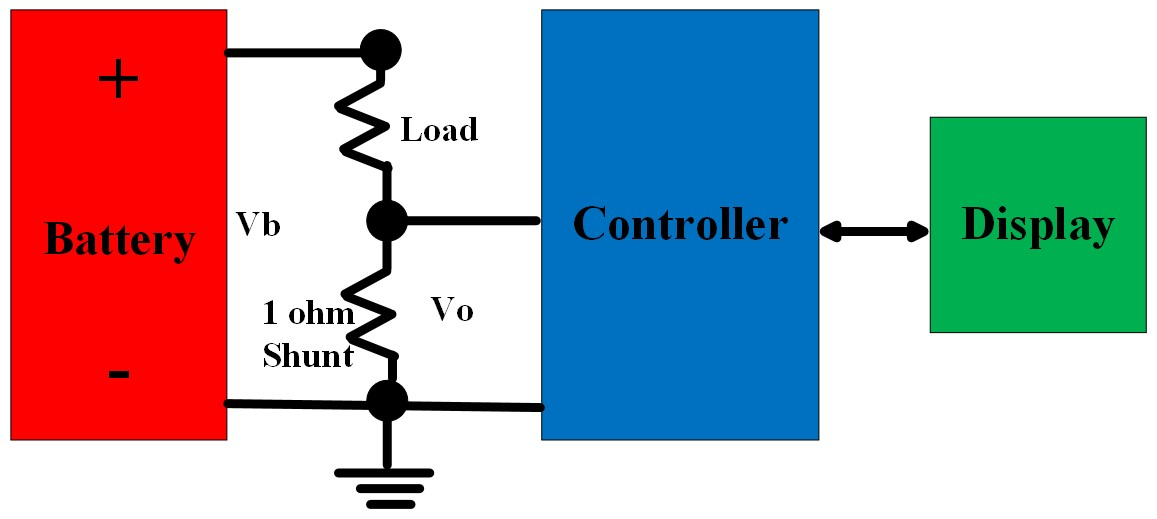 +
Battery
-
Vb
Load
1 ohm
Shunt
Vo
Controller
Display